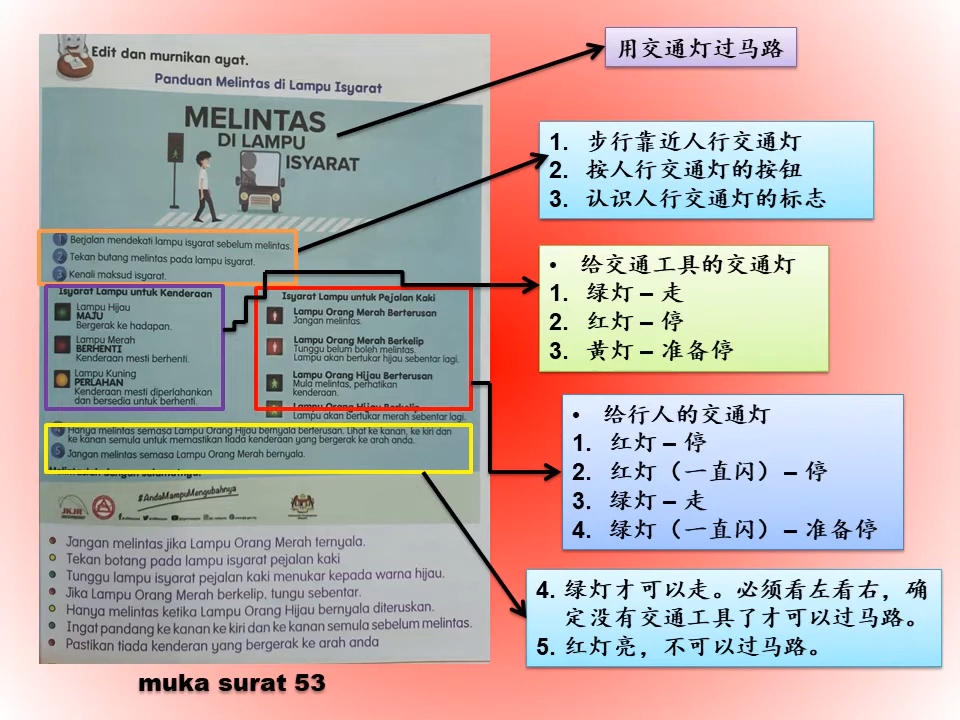 Edit dan murnikan ayat.
Panduan Melintas di Lampu Isyarat
MELINTAS
DI LAMPU
ISYARAT
1 Berjalan mendekati lampu isyarat sebelum melintas.
2 Tekan butang melintas pada lampu isyarat.
3 Kenali maksud isyarat.
Isyarat Lampu untuk Kenderaan
Lampu Hijau
MAJU
Bergerak ke hadapan.
Lampu Merah
BERHENTI
Kenderaan mesti berhenti.
Lampu Kuning
PERLAHAN
Kenderaan mesti diperlahankan
dan bersedia untuk berhenti.
Isyarat Lampu untuk Pejalan Kaki
Lampu Orang Merah Berterusan
Jangan melintas.
Lampu Orang Merah Berkelip
Tunggu belum boleh melintas.
Lampu akan bertukar hijau sebentar lagi.
Lampu Orang Hijau Berterusan
Mula melintas, perhatikan
kenderaan.
Lampu Orang Hijau Berkelip
Lampu akan bertukar merah sebentar lagi.
4 Hanya melintas semasa Lampu Orang Hijau bernyala berterusan. Lihat ke kanan, ke kiri dan
ke kanan semula untuk memastikan tiada kenderaan yang bergerak ke arah anda.
5 Jangan melintas semasa Lampu Orang Merah bernyala.
#AndaMampuMengubahnya
JKJR
Jangan melintas jika Lampu Orang Merah ternyala.
Tekan botang pada lampu isyarat pejalan kaki
Tunggu lampu isyarat pejalan kaki menukar kepada warna hijau.
Jika Lampu Orang Merah berkelip, tungu sebentar.
Hanya melintas ketika Lampu Orang Hijau bernyala diteruskan.
Ingat pandang ke kanan ke kiri dan ke kanan semula sebelum melintas.
Pastikan tiada kenderan yang bergerak ke arah anda
muka surat 53
用交通灯过马路
1. 步行靠近人行交通灯
2. 按人行交通灯的按钮
3. 认识人行交通灯的标志
• 给交通工具的交通灯
1. 绿灯 – 走
2. 红灯 – 停
3. 黄灯 – 准备停
• 给行人的交通灯
1. 红灯 – 停
2. 红灯（一直闪）– 停
3. 绿灯 – 走
4. 绿灯（一直闪）– 准备停
4. 绿灯才可以走。必须看左看右，确
定没有交通工具了才可以过马路。
5. 红灯亮，不可以过马路。